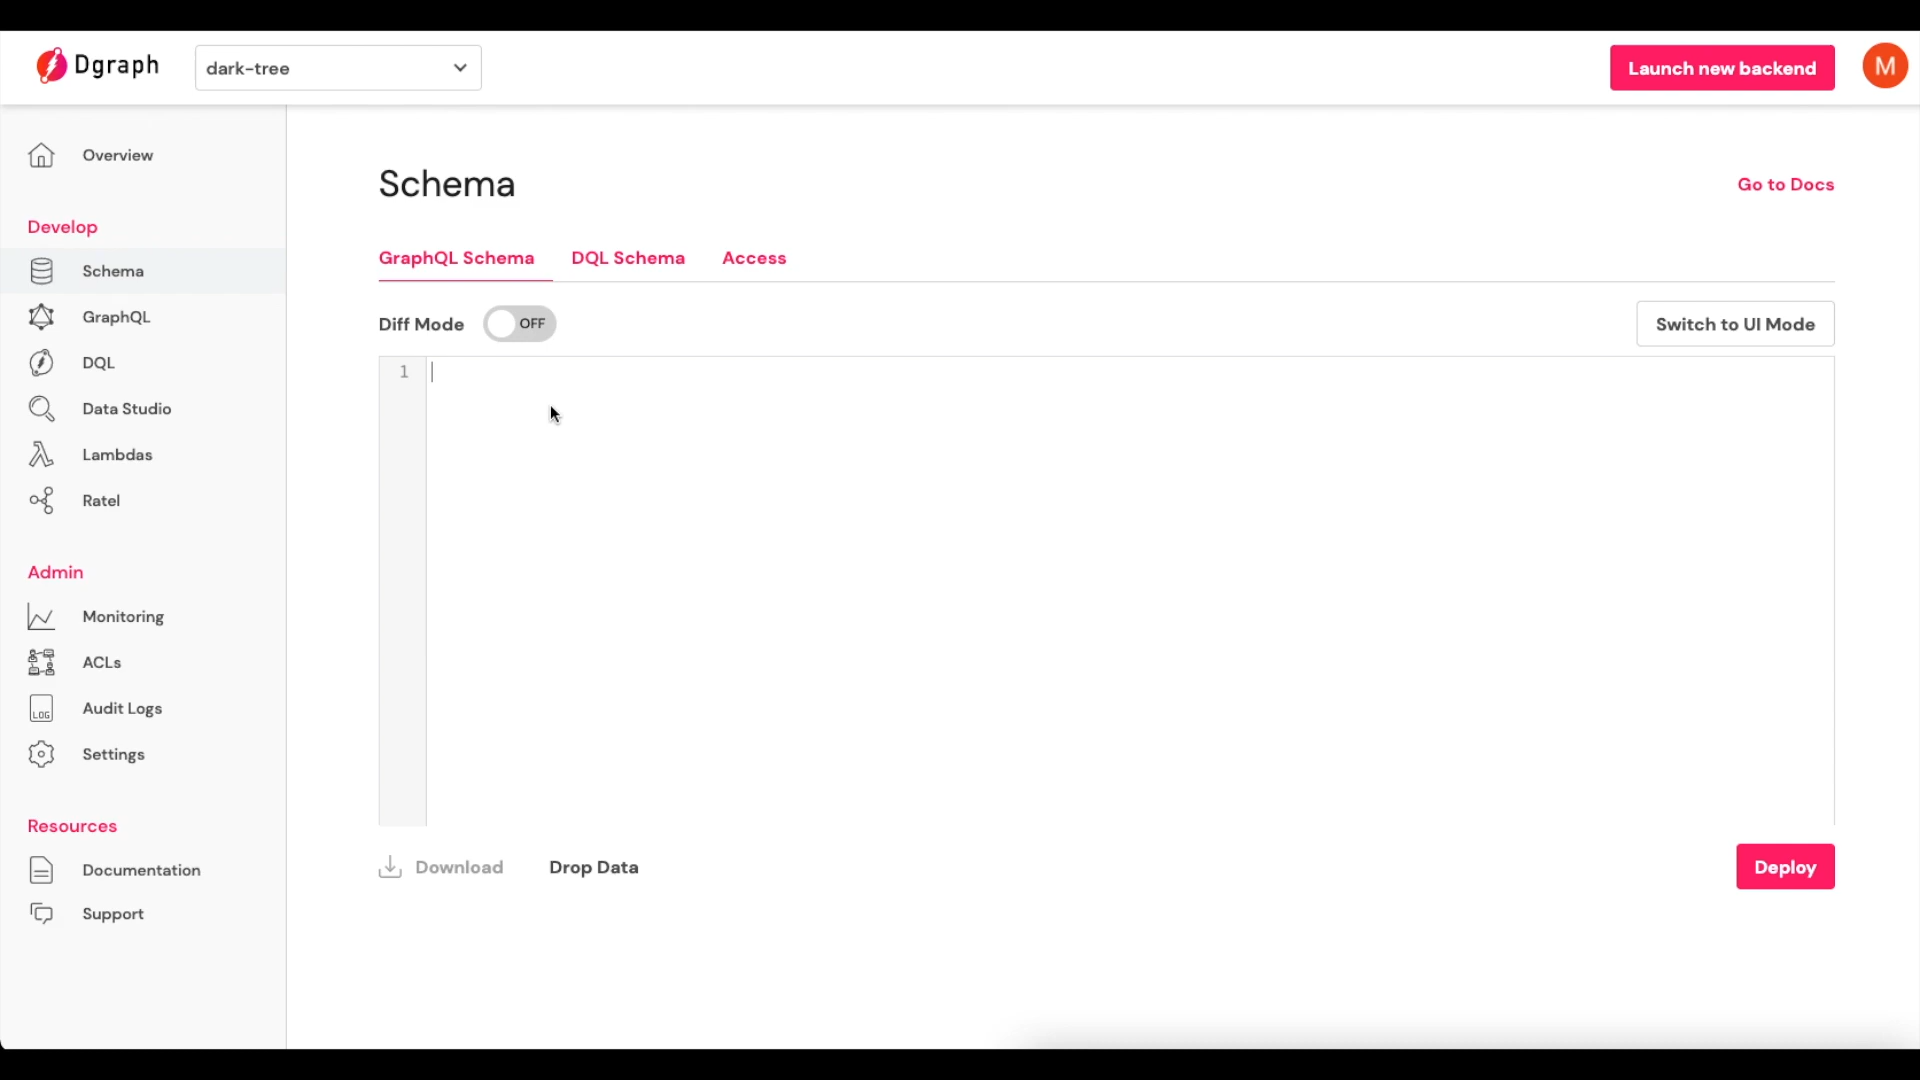 Dgraph
dark-tree
Launch new backend
M
Overview
Develop
Schema
GraphQL
DQL
Data Studio
Lambdas
Ratel
Admin
Monitoring
ACLs
LOG
Audit Logs
Settings
Resources
Documentation
Support
Schema
Go to Docs
GraphQL Schema
DQL Schema
Access
Diff Mode
OFF
Switch to UI Mode
1
Download
Drop Data
Deploy